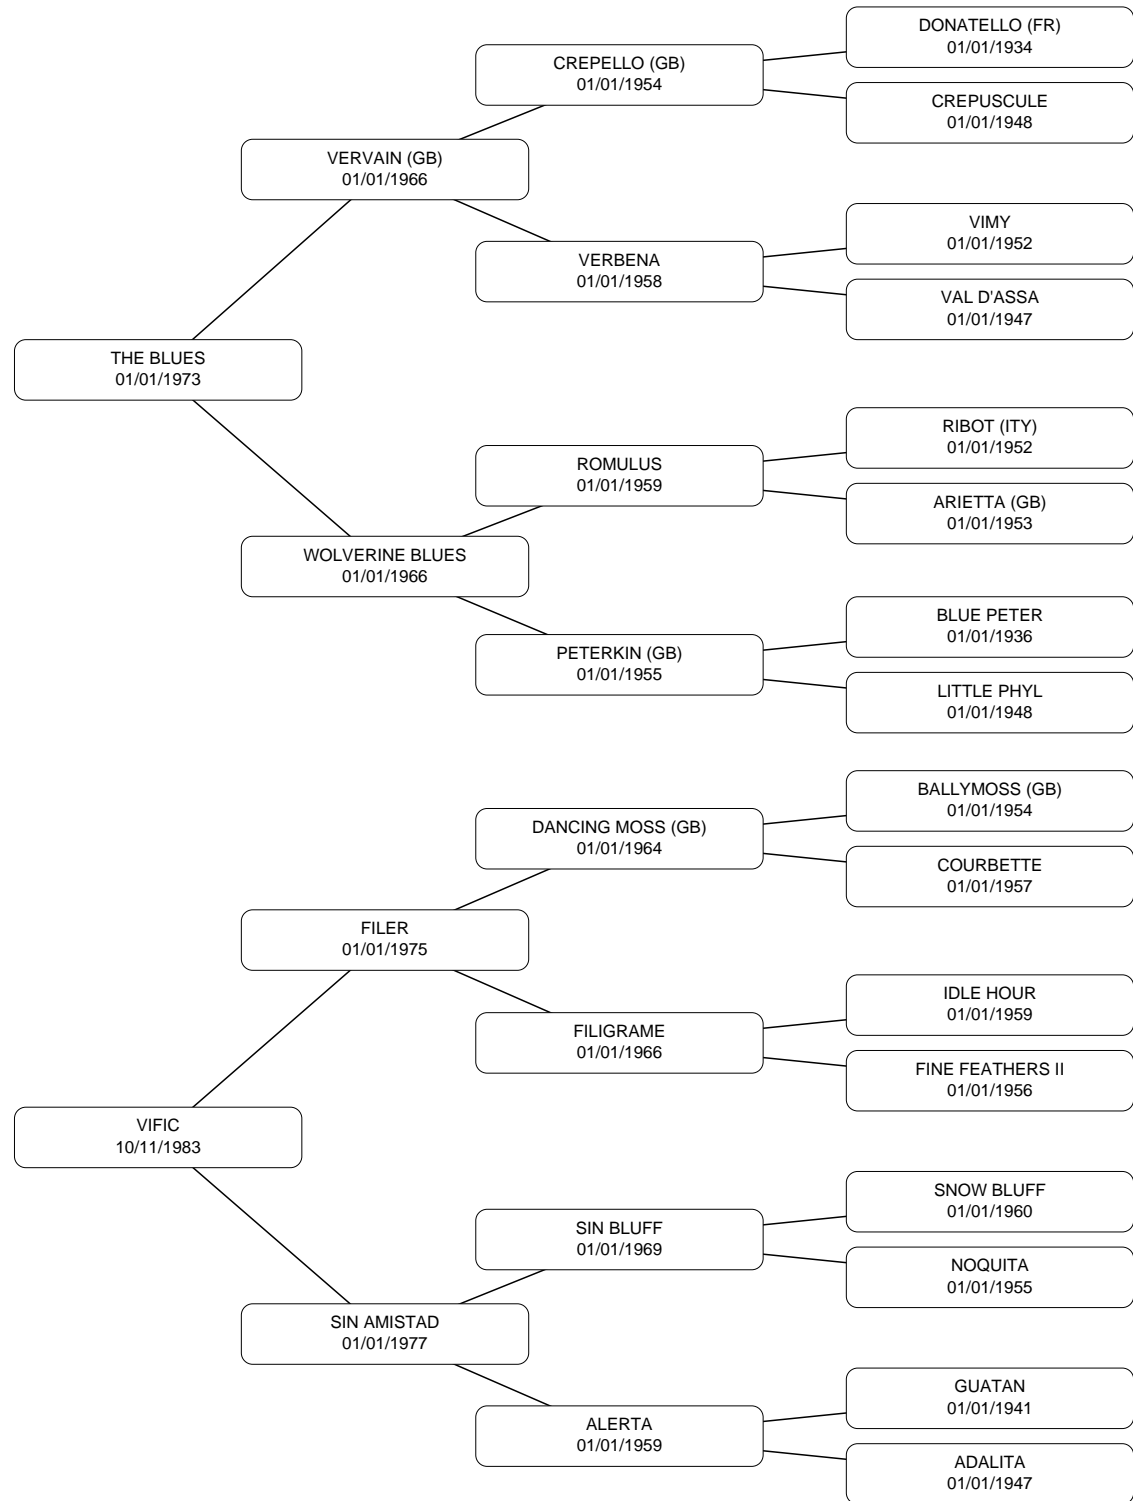 DONATELLO (FR)
01/01/1934
CREPELLO (GB)
01/01/1954
CREPUSCULE
01/01/1948
VERVAIN (GB)
01/01/1966
VIMY
01/01/1952
VERBENA
01/01/1958
VAL D'ASSA
01/01/1947
THE BLUES
01/01/1973
RIBOT (ITY)
01/01/1952
ROMULUS
01/01/1959
ARIETTA (GB)
01/01/1953
WOLVERINE BLUES
01/01/1966
BLUE PETER
01/01/1936
PETERKIN (GB)
01/01/1955
LITTLE PHYL
01/01/1948
BALLYMOSS (GB)
01/01/1954
DANCING MOSS (GB)
01/01/1964
COURBETTE
01/01/1957
FILER
01/01/1975
IDLE HOUR
01/01/1959
FILIGRAME
01/01/1966
FINE FEATHERS II
01/01/1956
VIFIC
10/11/1983
SNOW BLUFF
01/01/1960
SIN BLUFF
01/01/1969
NOQUITA
01/01/1955
SIN AMISTAD
01/01/1977
GUATAN
01/01/1941
ALERTA
01/01/1959
ADALITA
01/01/1947